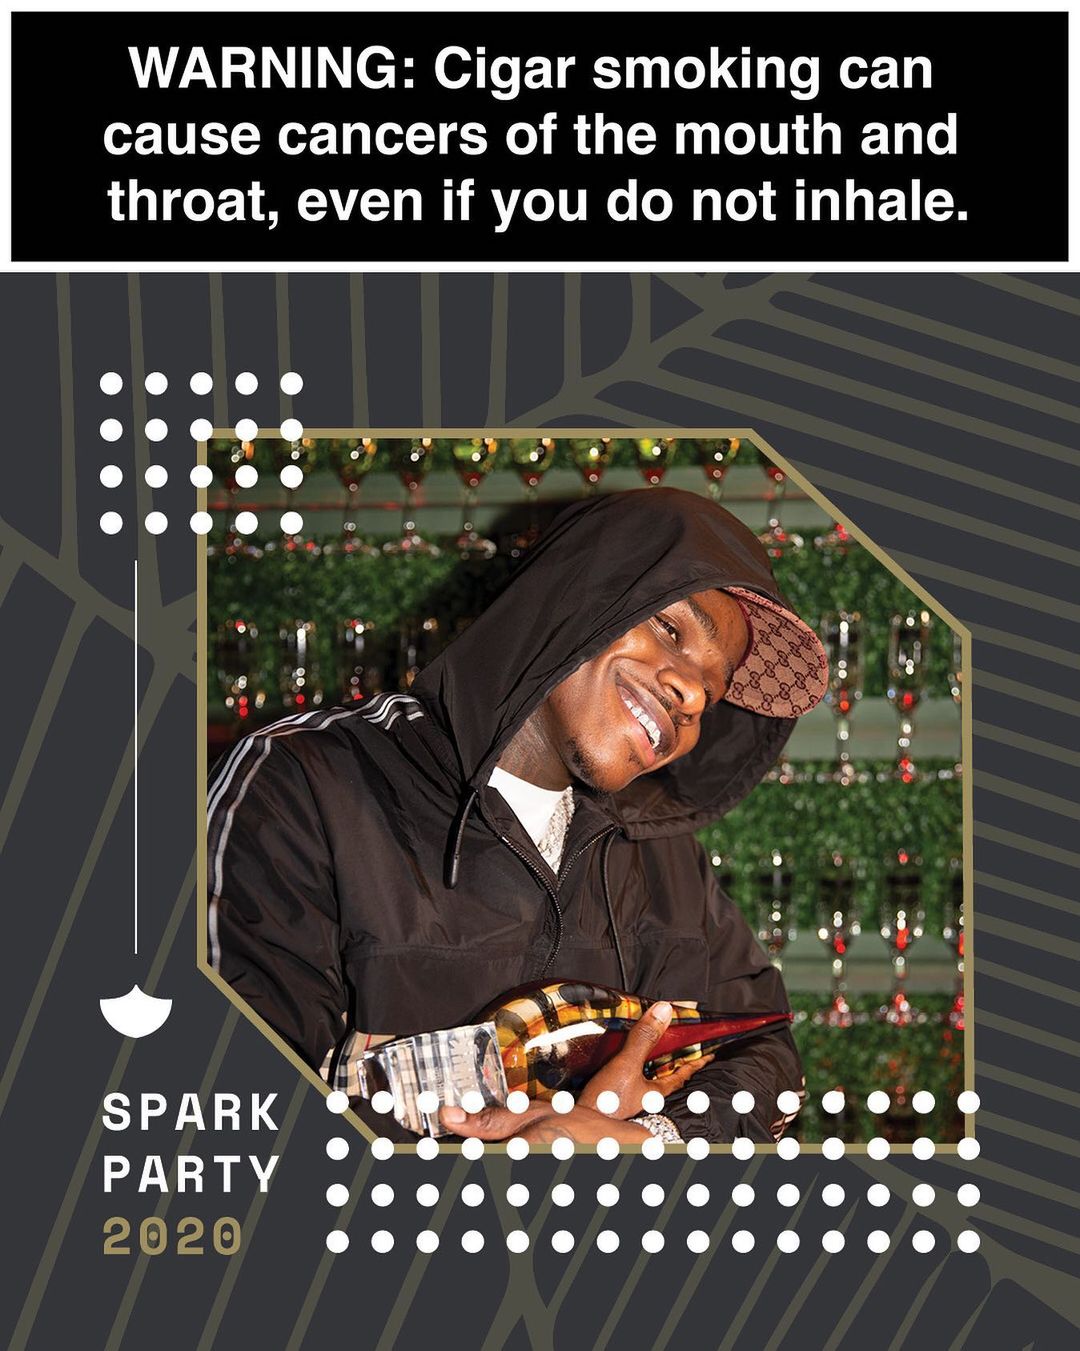 WARNING: Cigar smoking can
cause cancers of the mouth and
throat, even if you do not inhale.
SPARK
PARTY
2020